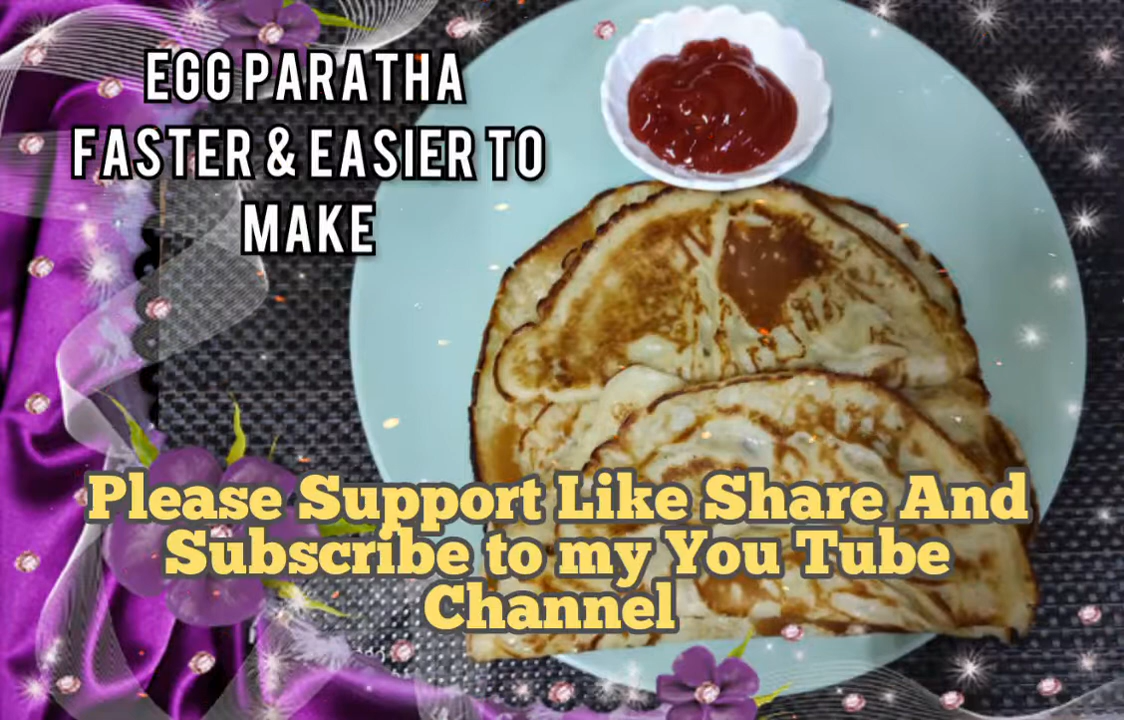 EGG PARATHA
FASTER & EASIER TO
MAKE
Please Support Like Share And
Subscribe to my You Tube
Channel